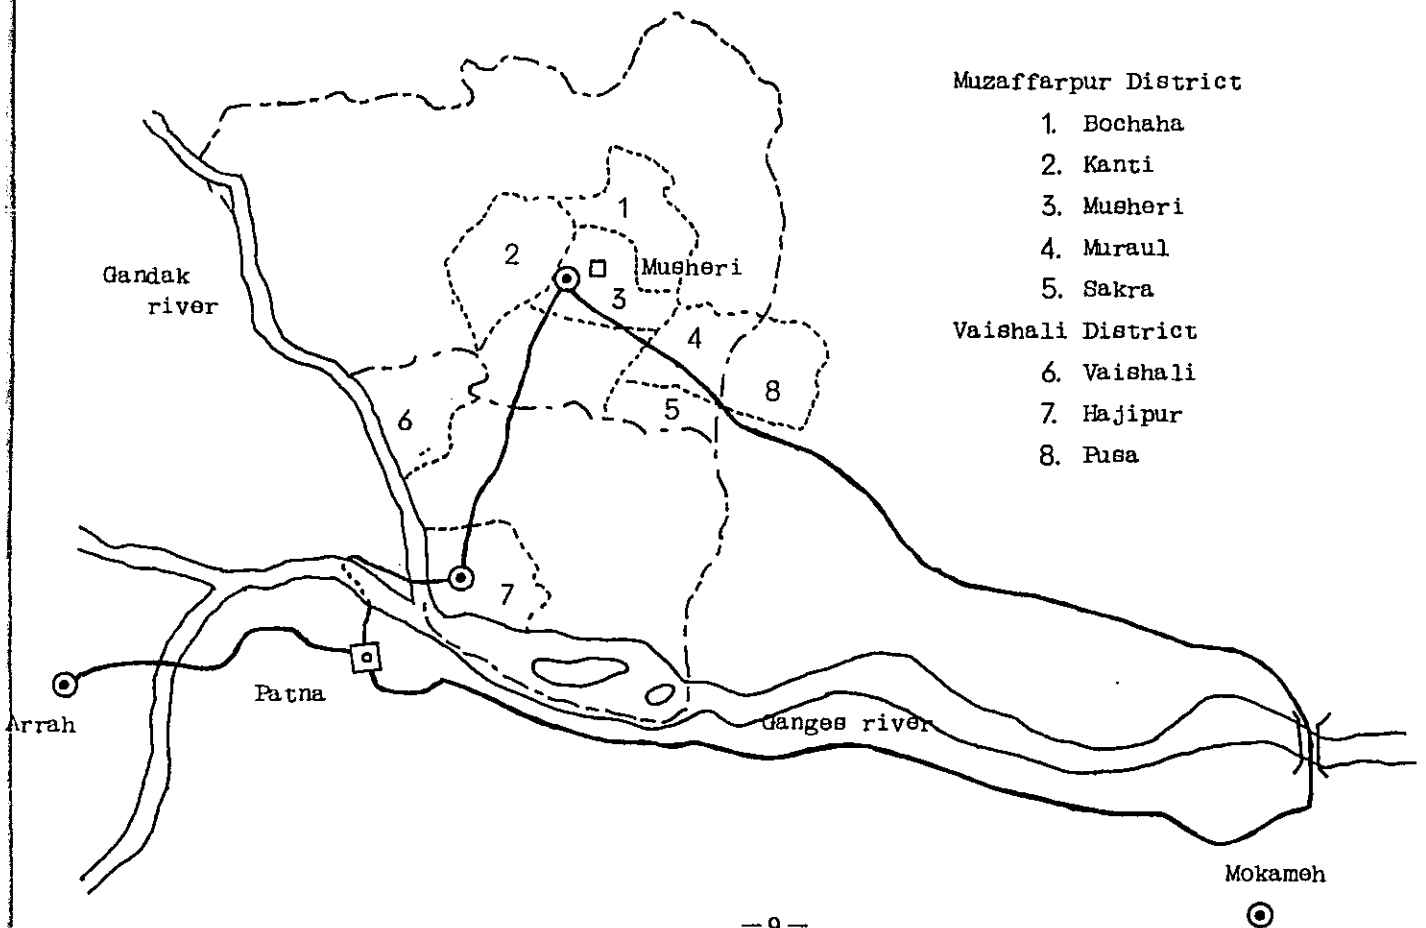 Muzaffarpur District
1. Bochaha
2. Kanti
3. Musheri
4. Muraul
5. Sakra
Vaishali District
6. Vaishali
7. Hajipur
8. Pusa
1
2
Musheri
3
Gandak
river
4
8
5
6
7
Patna
Arrah
Ganges river
Mokameh
—9—